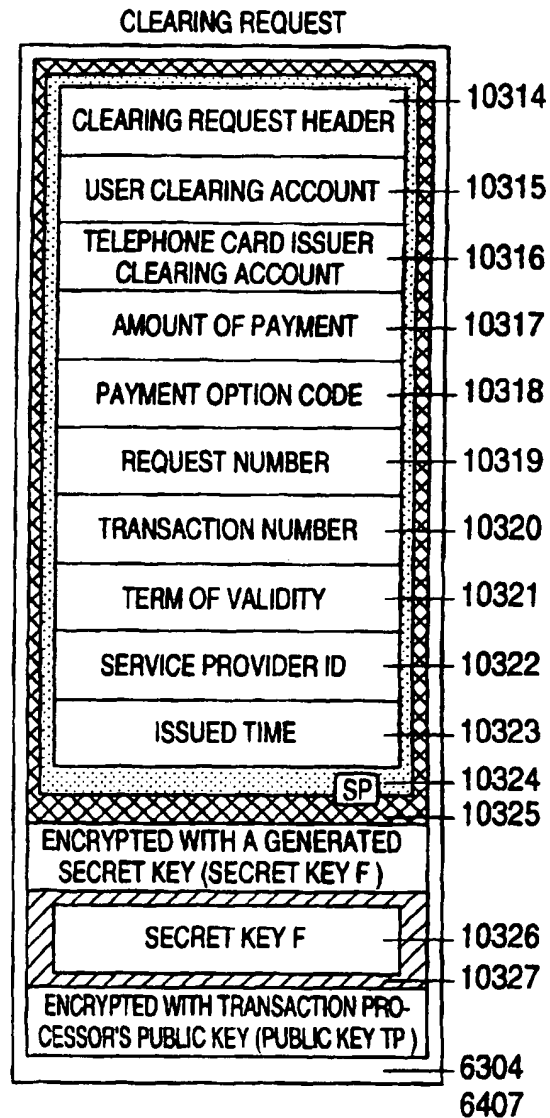 CLEARING REQUEST
CLEARING REQUEST HEADER
10314
USER CLEARING ACCOUNT
10315
TELEPHONE CARD ISSUER
CLEARING ACCOUNT
10316
AMOUNT OF PAYMENT
10317
PAYMENT OPTION CODE
10318
REQUEST NUMBER
10319
TRANSACTION NUMBER
10320
TERM OF VALIDITY
10321
SERVICE PROVIDER ID
10322
ISSUED TIME
10323
SP
10324
10325
ENCRYPTED WITH A GENERATED
SECRET KEY (SECRET KEY F)
SECRET KEY F
10326
10327
ENCRYPTED WITH TRANSACTION PRO-
CESSOR'S PUBLIC KEY (PUBLIC KEY TP)
6304
6407